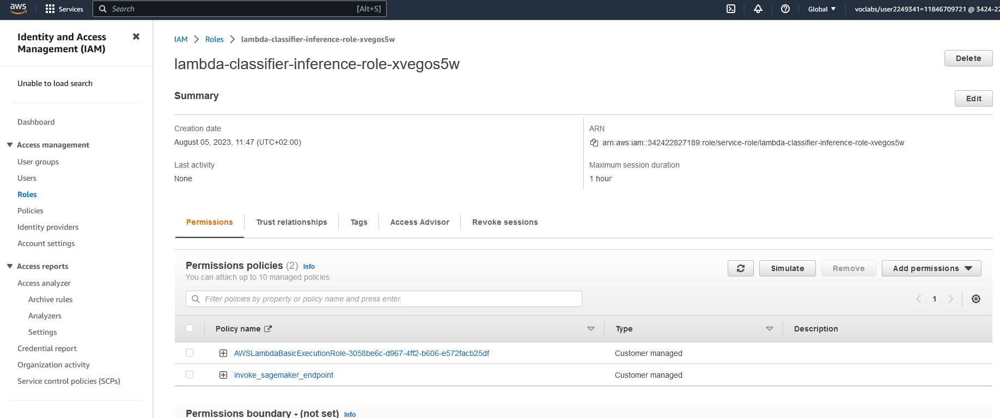 aws
Services
Search
[Alt+S]
Global
voclabs/user2249341=11846709721 @ 3424-22
Identity and Access
Management (IAM)
Unable to load search
Dashboard
Access management
User groups
Users
Roles
Policies
Identity providers
Account settings
Access reports
Access analyzer
Archive rules
Analyzers
Settings
Credential report
Organization activity
Service control policies (SCPs)
IAM > Roles > lambda-classifier-inference-role-xvegos5w
lambda-classifier-inference-role-xvegos5w
Delete
Summary
Edit
Creation date
August 05, 2023, 11:47 (UTC+02:00)
ARN
arn:aws:iam::342422827189:role/service-role/lambda-classifier-inference-role-xvegos5w
Last activity
None
Maximum session duration
1 hour
Permissions
Trust relationships
Tags
Access Advisor
Revoke sessions
Permissions policies (2) Info
You can attach up to 10 managed policies.
Simulate
Remove
Add permissions
Filter policies by property or policy name and press enter.
1
Policy name
Type
Description
AWSLambdaBasicExecutionRole-3058be6c-d967-4ff2-b606-e572facb25df
Customer managed
invoke_sagemaker_endpoint
Customer managed
Permissions boundary - (not set) Info